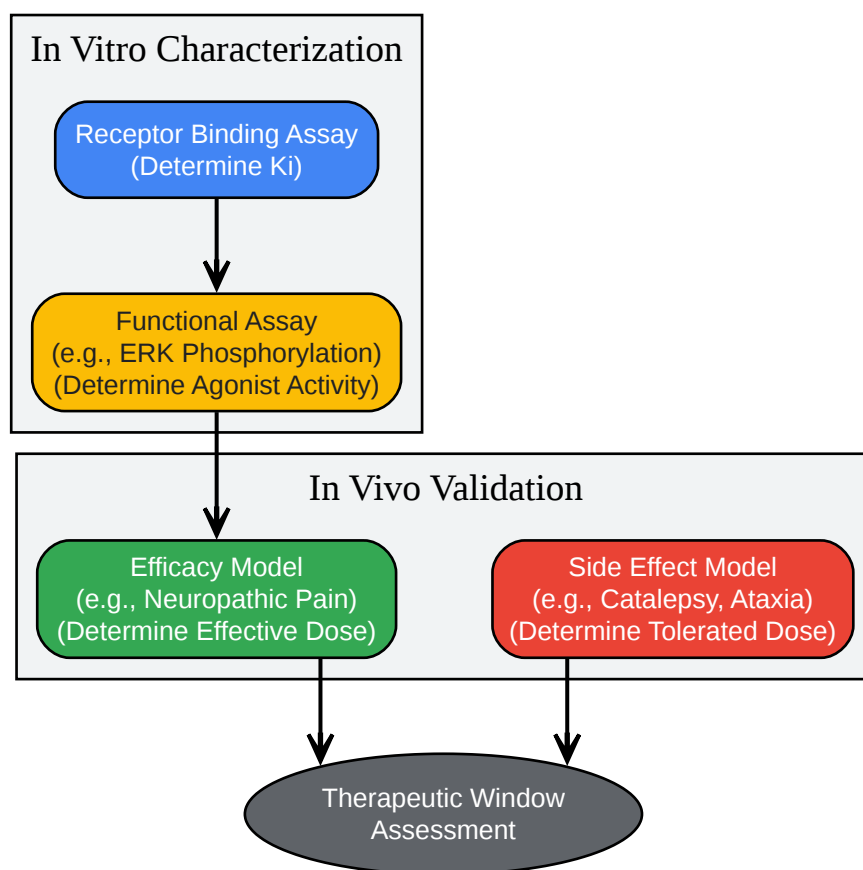 In Vitro Characterization
Receptor Binding Assay
(Determine Ki)
Functional Assay
(e.g., ERK Phosphorylation)
(Determine Agonist Activity)
In Vivo Validation
Efficacy Model
(e.g., Neuropathic Pain)
(Determine Effective Dose)
Side Effect Model
(e.g., Catalepsy, Ataxia)
(Determine Tolerated Dose)
Therapeutic Window
Assessment